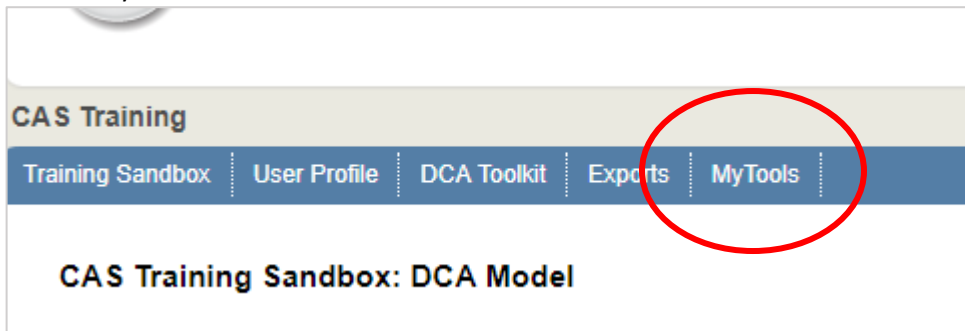 CAS Training
Training Sandbox User Profile DCA Toolkit Exports MyTools
CAS Training Sandbox: DCA Model